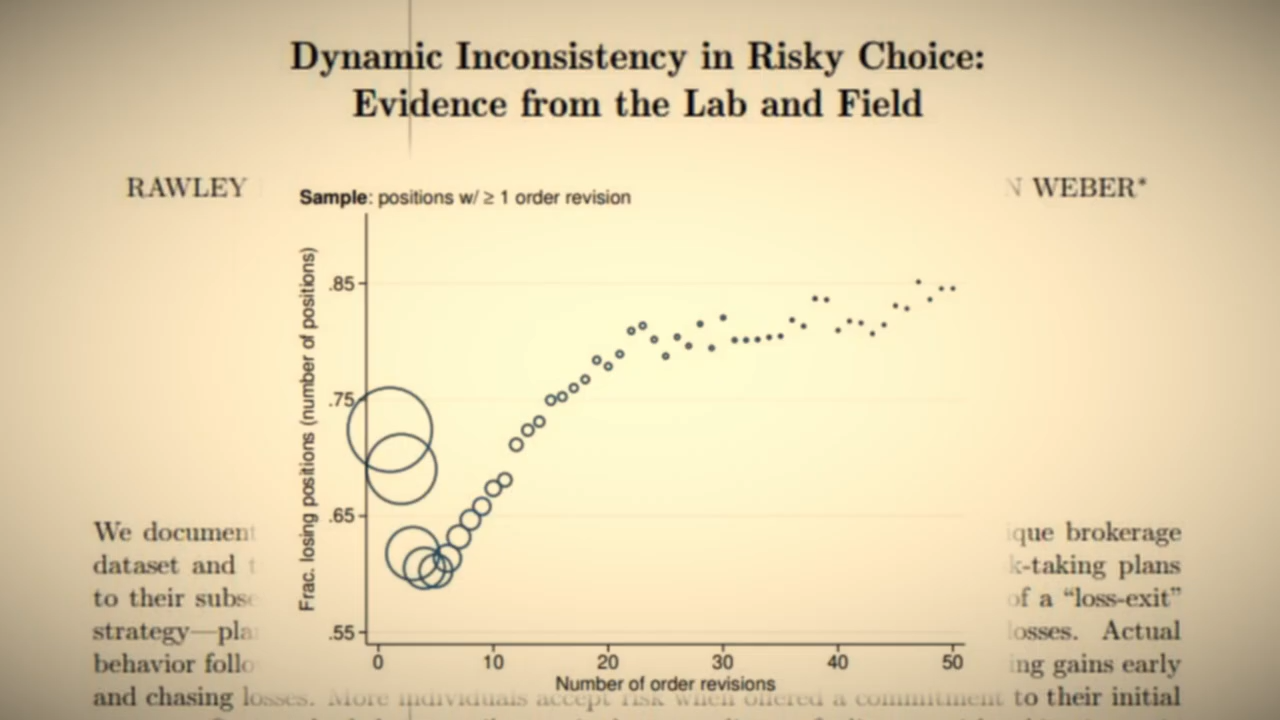 Dynamic Inconsistency in Risky Choice:
Evidence from the Lab and Field
RAWLEY N WEBER*
Sample: positions w/ ≥ 1 order revision
Frac. losing positions (number of positions)
.85
.75
.65
.55
0 10 20 30 40 50
Number of order revisions
We document ique brokerage
dataset and t k-taking plans
to their subse of a “loss-exit”
strategy—plan losses. Actual
behavior follo ing gains early
and chasing losses. More individuals accept risk when offered a commitment to their initial